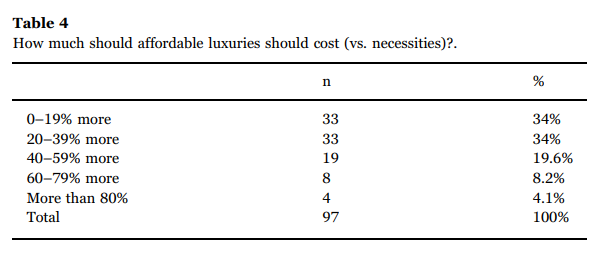 Table 4
How much should affordable luxuries should cost (vs. necessities)?.
n %
0–19% more 33 34%
20–39% more 33 34%
40–59% more 19 19.6%
60–79% more 8 8.2%
More than 80% 4 4.1%
Total 97 100%